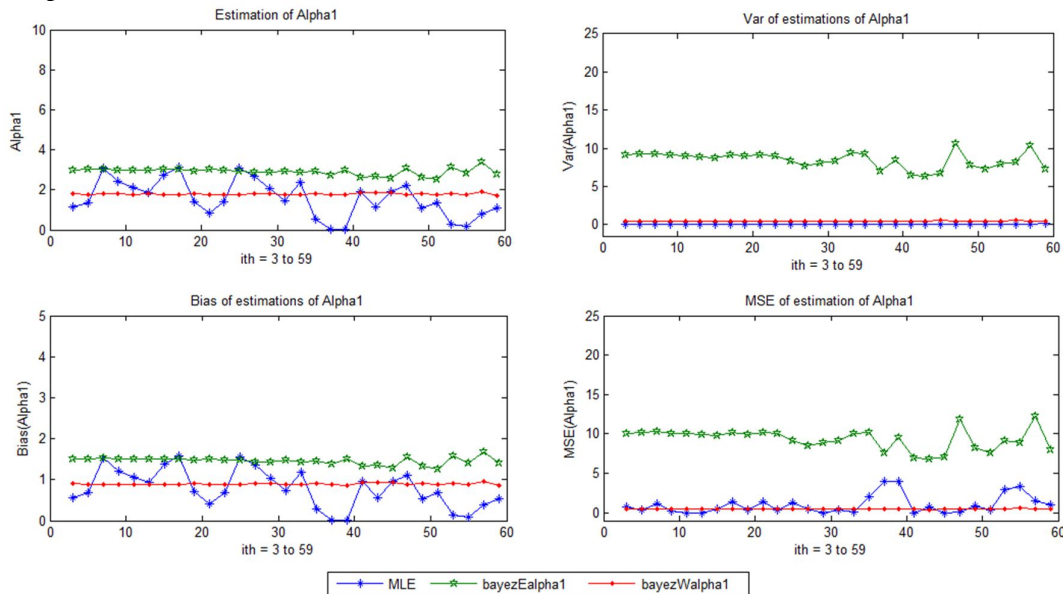 Estimation of Alpha1
10
8
6
4
2
0
Alpha1
0 10 20 30 40 50 60
ith = 3 to 59
Var of estimations of Alpha1
25
20
15
10
5
0
Var(Alpha1)
0 10 20 30 40 50 60
ith = 3 to 59
Bias of estimations of Alpha1
5
4
3
2
1
0
Bias(Alpha1)
0 10 20 30 40 50 60
ith = 3 to 59
MSE of estimation of Alpha1
25
20
15
10
5
0
MSE(Alpha1)
0 10 20 30 40 50 60
ith = 3 to 59
MLE bayezEalpha1 bayezWalpha1